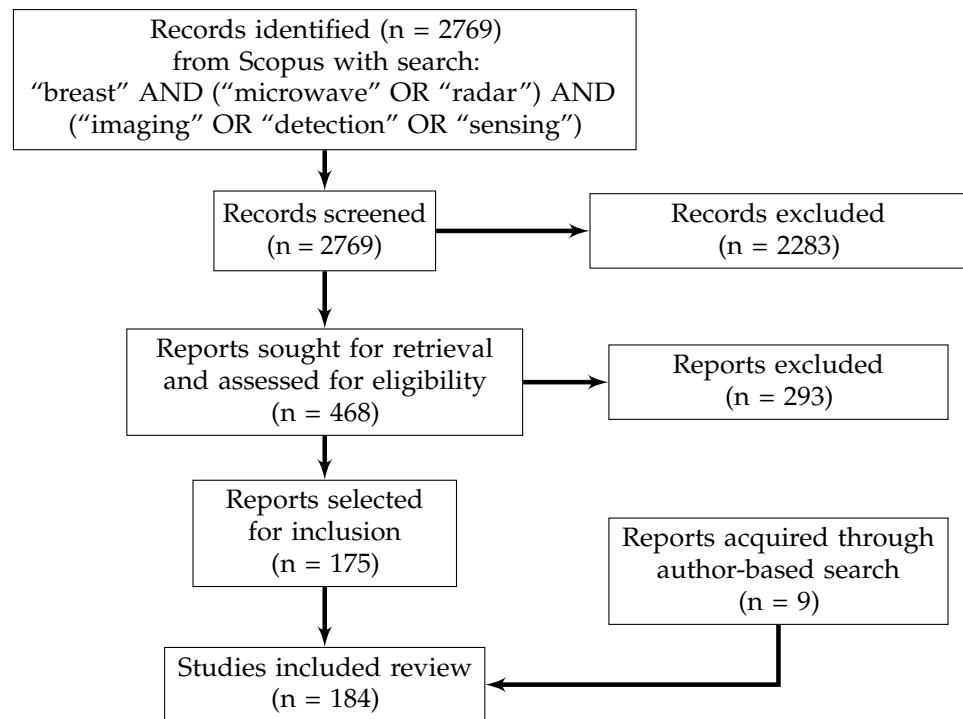 Records identified (n = 2769)
from Scopus with search:
“breast” AND (“microwave” OR “radar”) AND
(“imaging” OR “detection” OR “sensing”)
Records screened
(n = 2769)
Records excluded
(n = 2283)
Reports sought for retrieval
and assessed for eligibility
(n = 468)
Reports excluded
(n = 293)
Reports selected
for inclusion
(n = 175)
Reports acquired through
author-based search
(n = 9)
Studies included review
(n = 184)